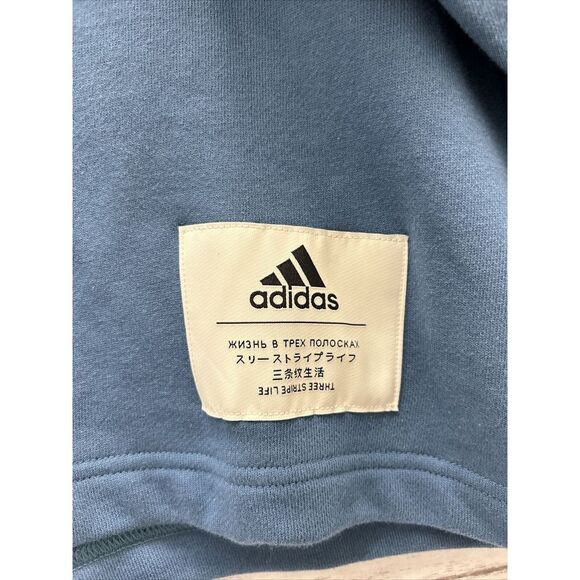 adidas
ЖИЗНЬ В ТРЕХ ПОЛОСКАХ
スリーストライプライフ
三条纹生活
THREE STRIPE LIFE